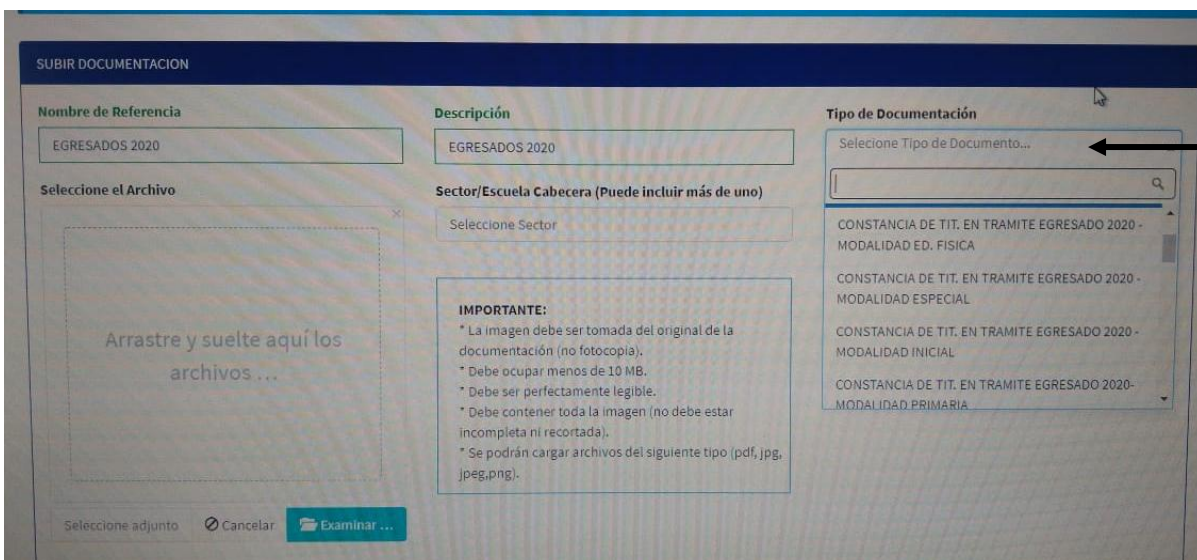 SUBIR DOCUMENTACION
Nombre de Referencia
EGRESADOS 2020
Descripción
EGRESADOS 2020
Tipo de Documentación
Selecione Tipo de Documento...
Seleccione el Archivo
Arrastre y suelte aquí los
archivos ...
Seleccione adjunto
Cancelar
Examinar ...
Sector/Escuela Cabecera (Puede incluir más de uno)
Seleccione Sector
IMPORTANTE:
* La imagen debe ser tomada del original de la
documentación (no fotocopia).
* Debe ocupar menos de 10 MB.
* Debe ser perfectamente legible.
* Debe contener toda la imagen (no debe estar
incompleta ni recortada).
* Se podrán cargar archivos del siguiente tipo (pdf, jpg,
jpeg,png).
CONSTANCIA DE TIT. EN TRAMITE EGRESADO 2020 -
MODALIDAD ED. FISICA
CONSTANCIA DE TIT. EN TRAMITE EGRESADO 2020 -
MODALIDAD ESPECIAL
CONSTANCIA DE TIT. EN TRAMITE EGRESADO 2020 -
MODALIDAD INICIAL
CONSTANCIA DE TIT. EN TRAMITE EGRESADO 2020-
MODALIDAD PRIMARIA